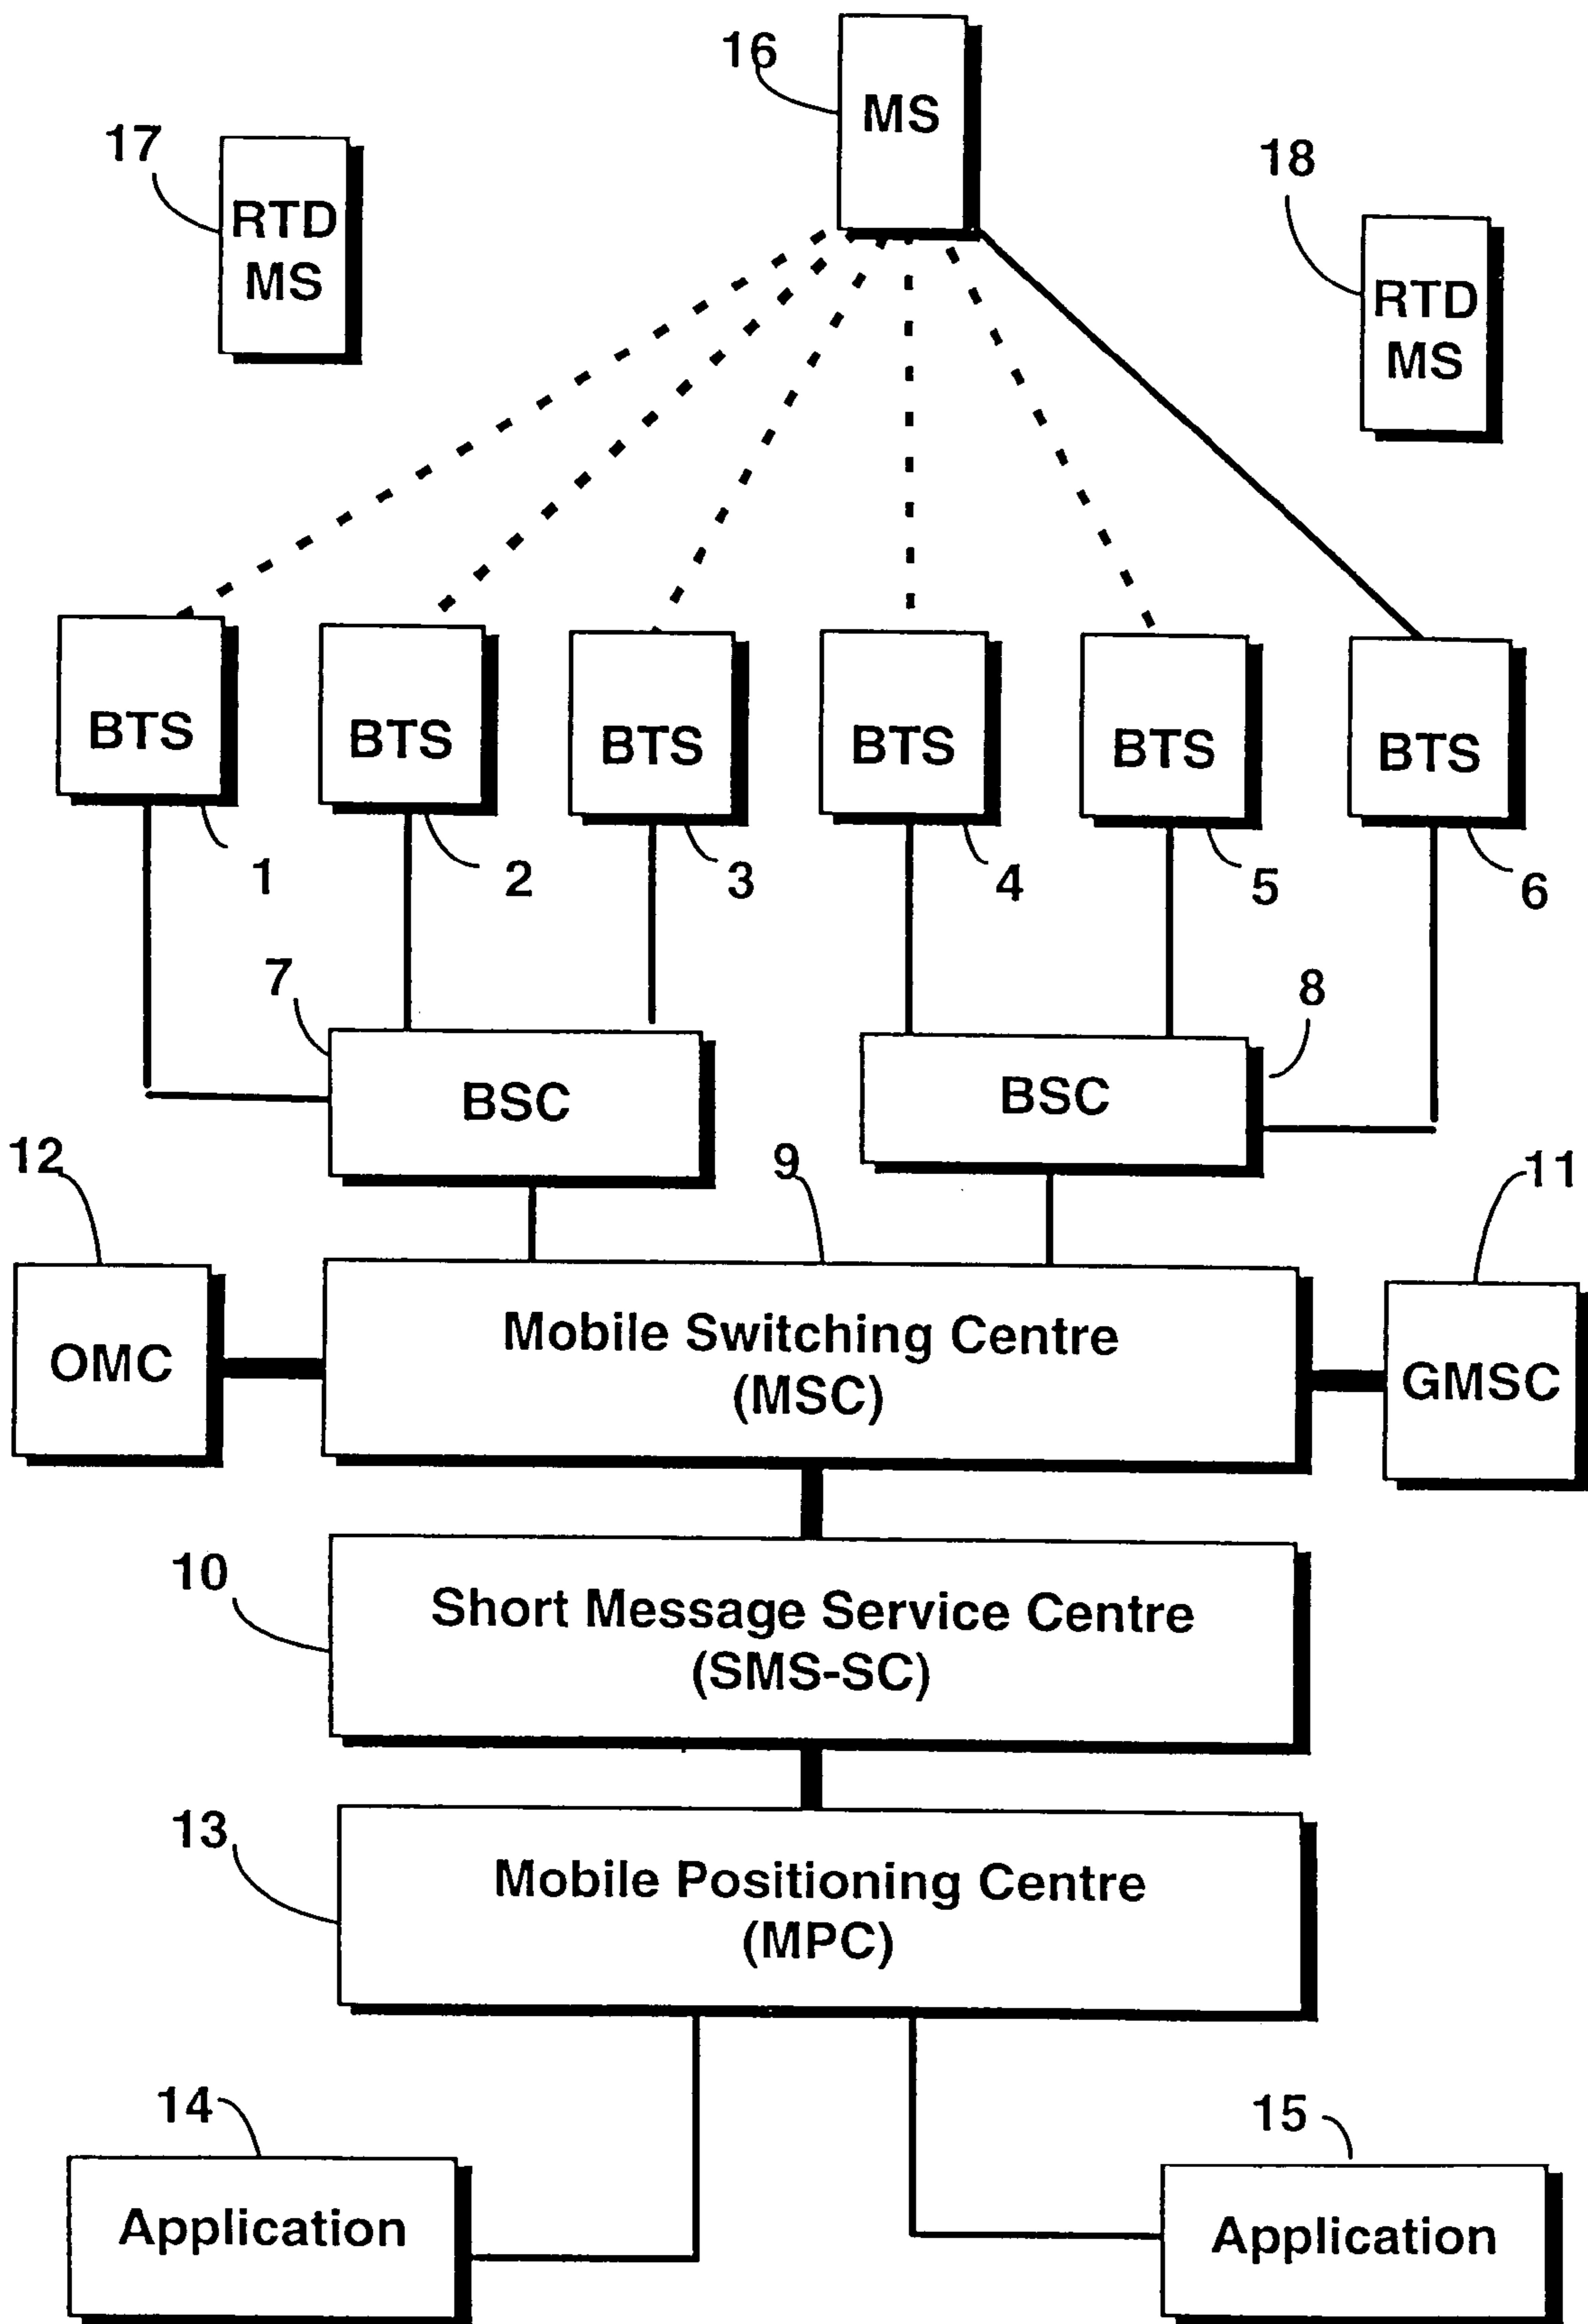 16
MS
17
RTD
MS
18
RTD
MS
BTS
BTS
BTS
BTS
BTS
BTS
1
2
3
4
5
6
7
8
BSC
BSC
12
9
11
OMC
Mobile Switching Centre
(MSC)
GMSC
10
Short Message Service Centre
(SMS-SC)
13
Mobile Positioning Centre
(MPC)
14
15
Application
Application